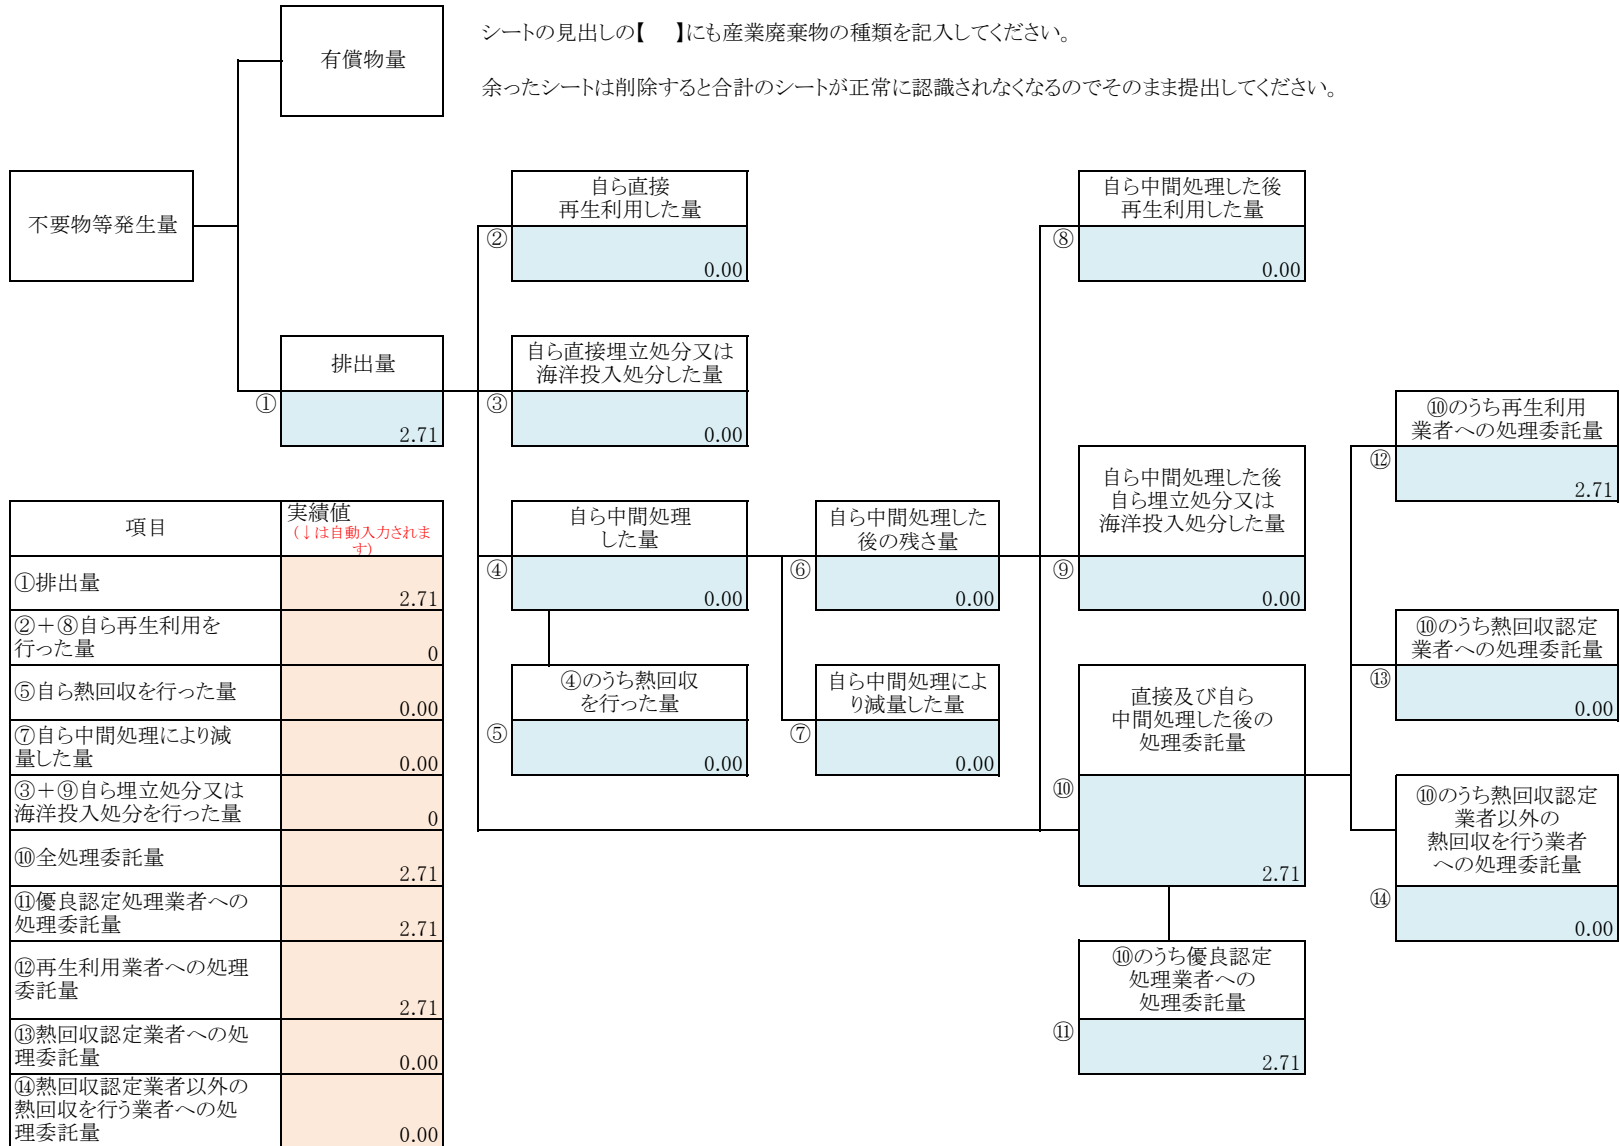 シートの見出しの【　】にも産業廃棄物の種類を記入してください。
有償物量
余ったシートは削除すると合計のシートが正常に認識されなくなるのでそのまま提出してください。
不要物等発生量
自ら直接
再生利用した量
②
0.00
自ら中間処理した後
再生利用した量
⑧
0.00
排出量
①
2.71
自ら直接埋立処分又は
海洋投入処分した量
③
0.00
⑩のうち再生利用
業者への処理委託量
⑫
2.71
自ら中間処理
した量
④
0.00
自ら中間処理した
後の残さ量
⑥
0.00
自ら中間処理した後
自ら埋立処分又は
海洋投入処分した量
⑨
0.00
⑩のうち熱回収認定
業者への処理委託量
⑬
0.00
④のうち熱回収
を行った量
⑤
0.00
自ら中間処理によ
り減量した量
⑦
0.00
直接及び自ら
中間処理した後の
処理委託量
⑩
2.71
⑩のうち熱回収認定
業者以外の
熱回収を行う業者
への処理委託量
⑭
0.00
⑩のうち優良認定
処理業者への
処理委託量
⑪
2.71
項目
実績値
(↓は自動入力されま
す)
①排出量
2.71
②＋⑧自ら再生利用を
行った量
0
⑤自ら熱回収を行った量
0.00
⑦自ら中間処理により減
量した量
0.00
③＋⑨自ら埋立処分又は
海洋投入処分を行った量
0
⑩全処理委託量
2.71
⑪優良認定処理業者への
処理委託量
2.71
⑫再生利用業者への処理
委託量
2.71
⑬熱回収認定業者への処
理委託量
0.00
⑭熱回収認定業者以外の
熱回収を行う業者への処
理委託量
0.00